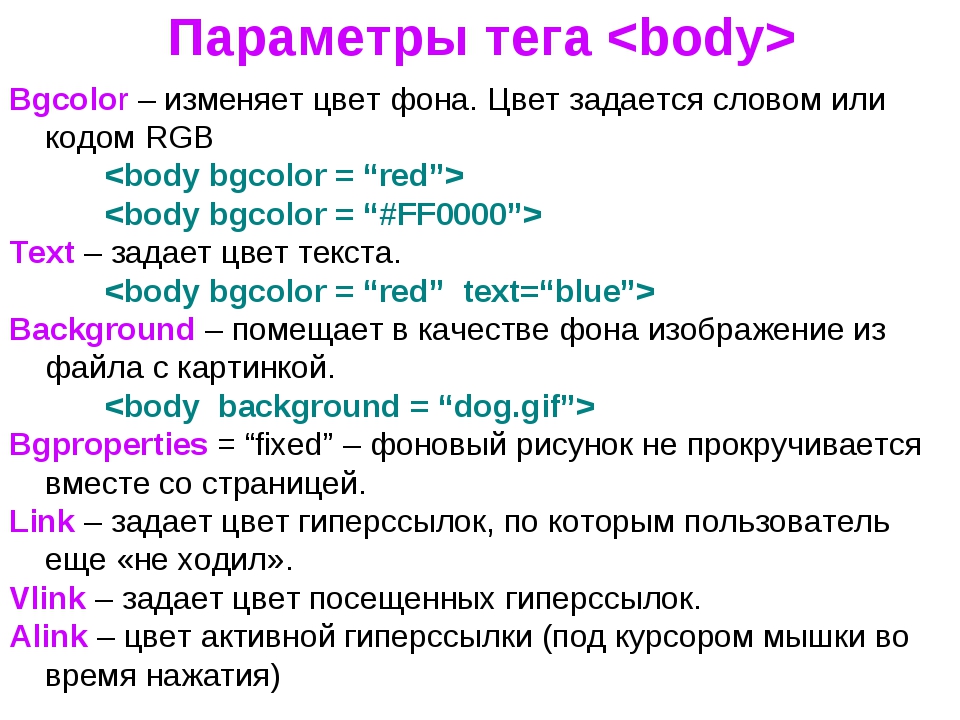 Параметры тега <body>
Bgcolor – изменяет цвет фона. Цвет задается словом или
кодом RGB
<body bgcolor = “red”>
<body bgcolor = “#FF0000”>
Text – задает цвет текста.
<body bgcolor = “red”  text=“blue”>
Background – помещает в качестве фона изображение из
файла с картинкой.
<body  background = “dog.gif”>
Bgproperties = “fixed” – фоновый рисунок не прокручивается
вместе со страницей.
Link – задает цвет гиперссылок, по которым пользователь
еще «не ходил».
Vlink – задает цвет посещенных гиперссылок.
Alink – цвет активной гиперссылки (под курсором мышки во
время нажатия)